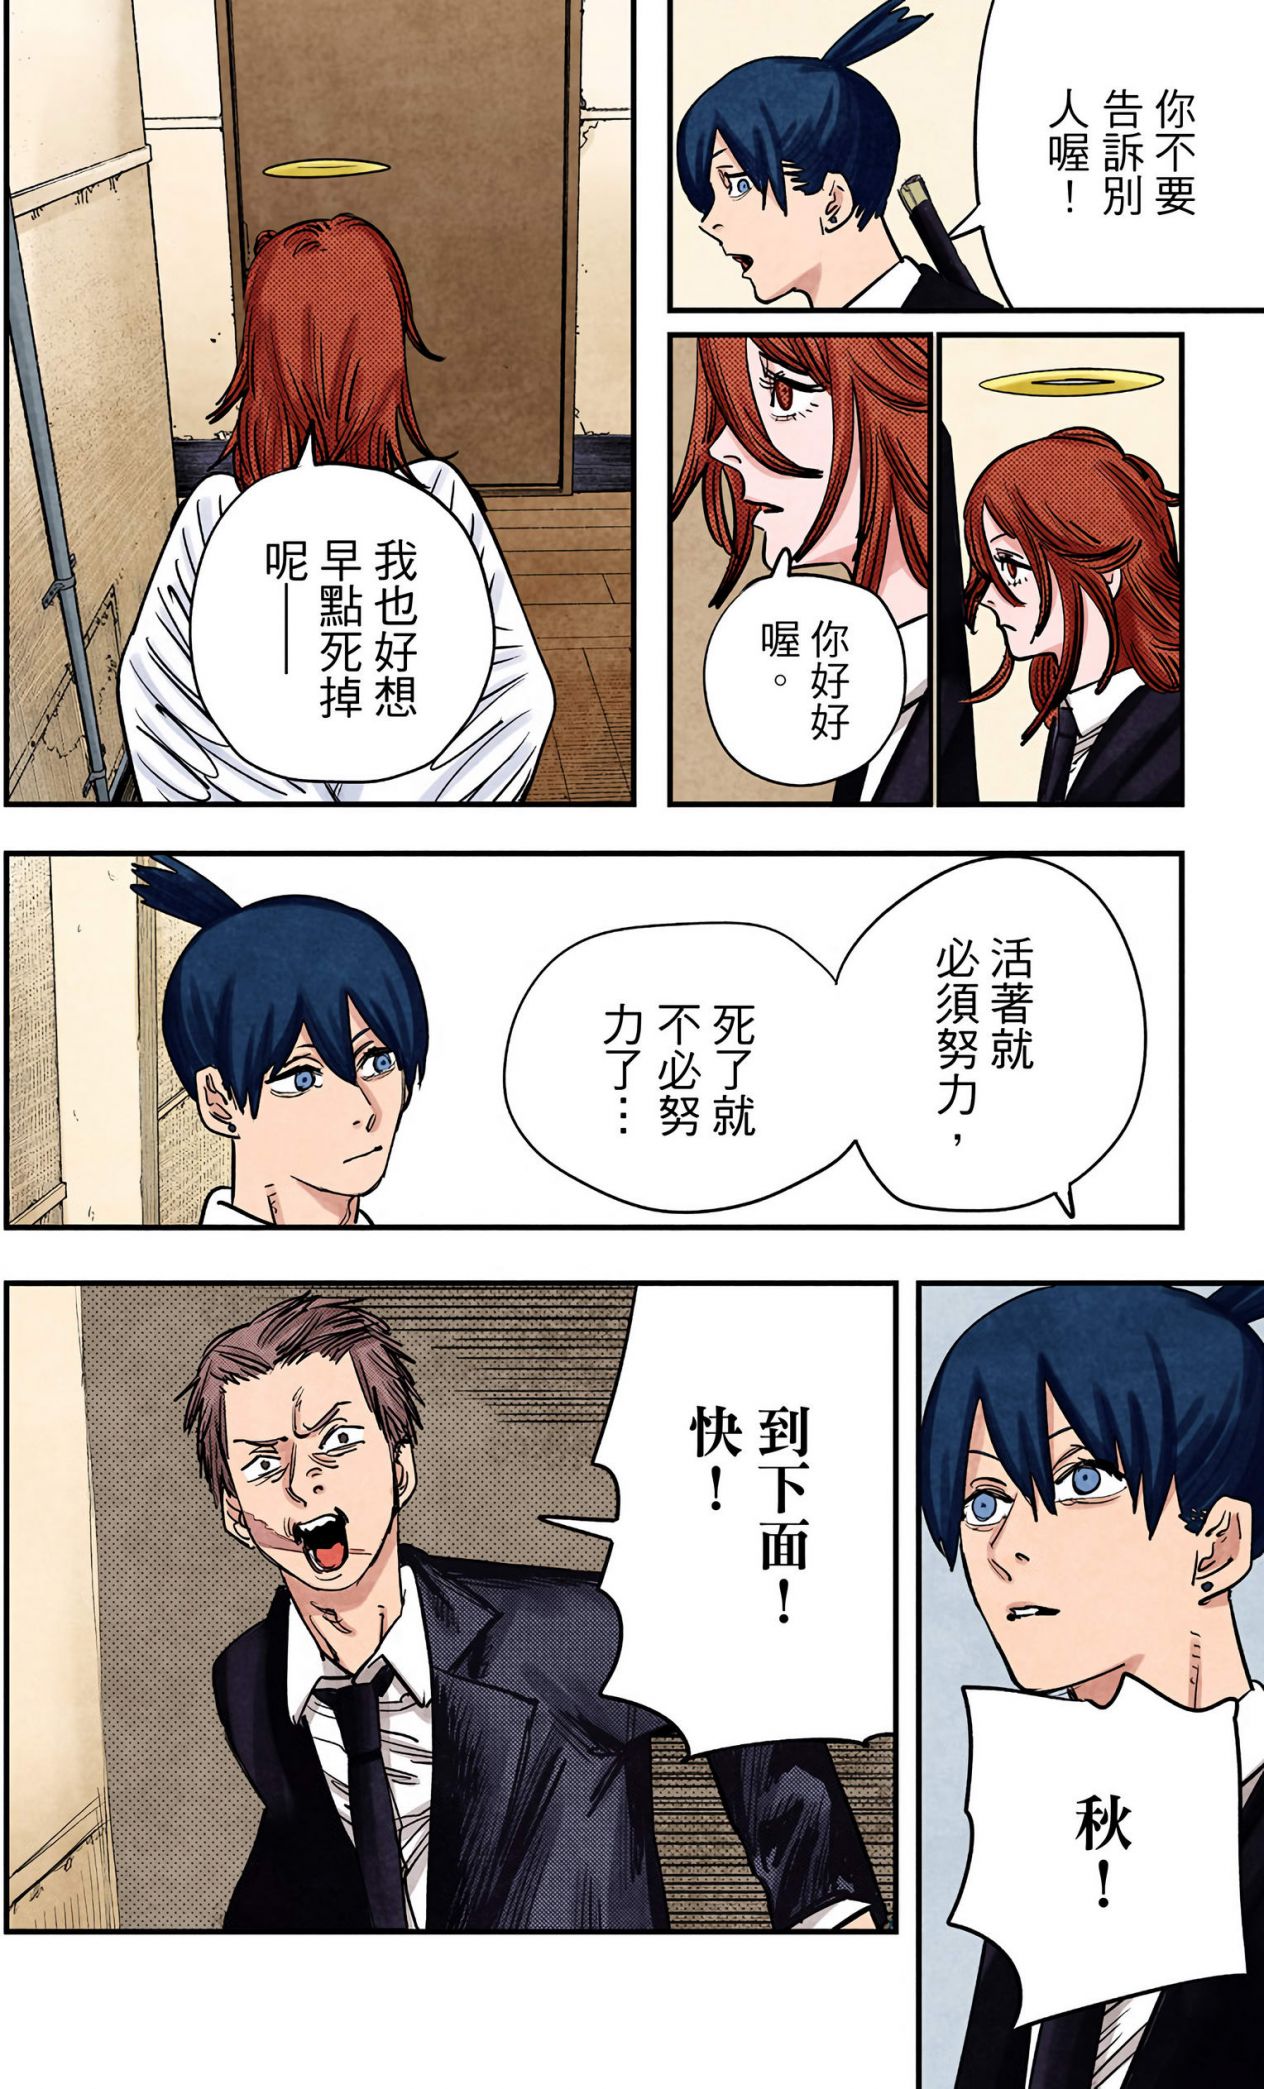 你不要
告訴別
人喔！
你好好
喔。
我也好想
早點死掉
呢——
活著就
必須努力，
死了就
不必努
力了…
秋！
到下面！
快！